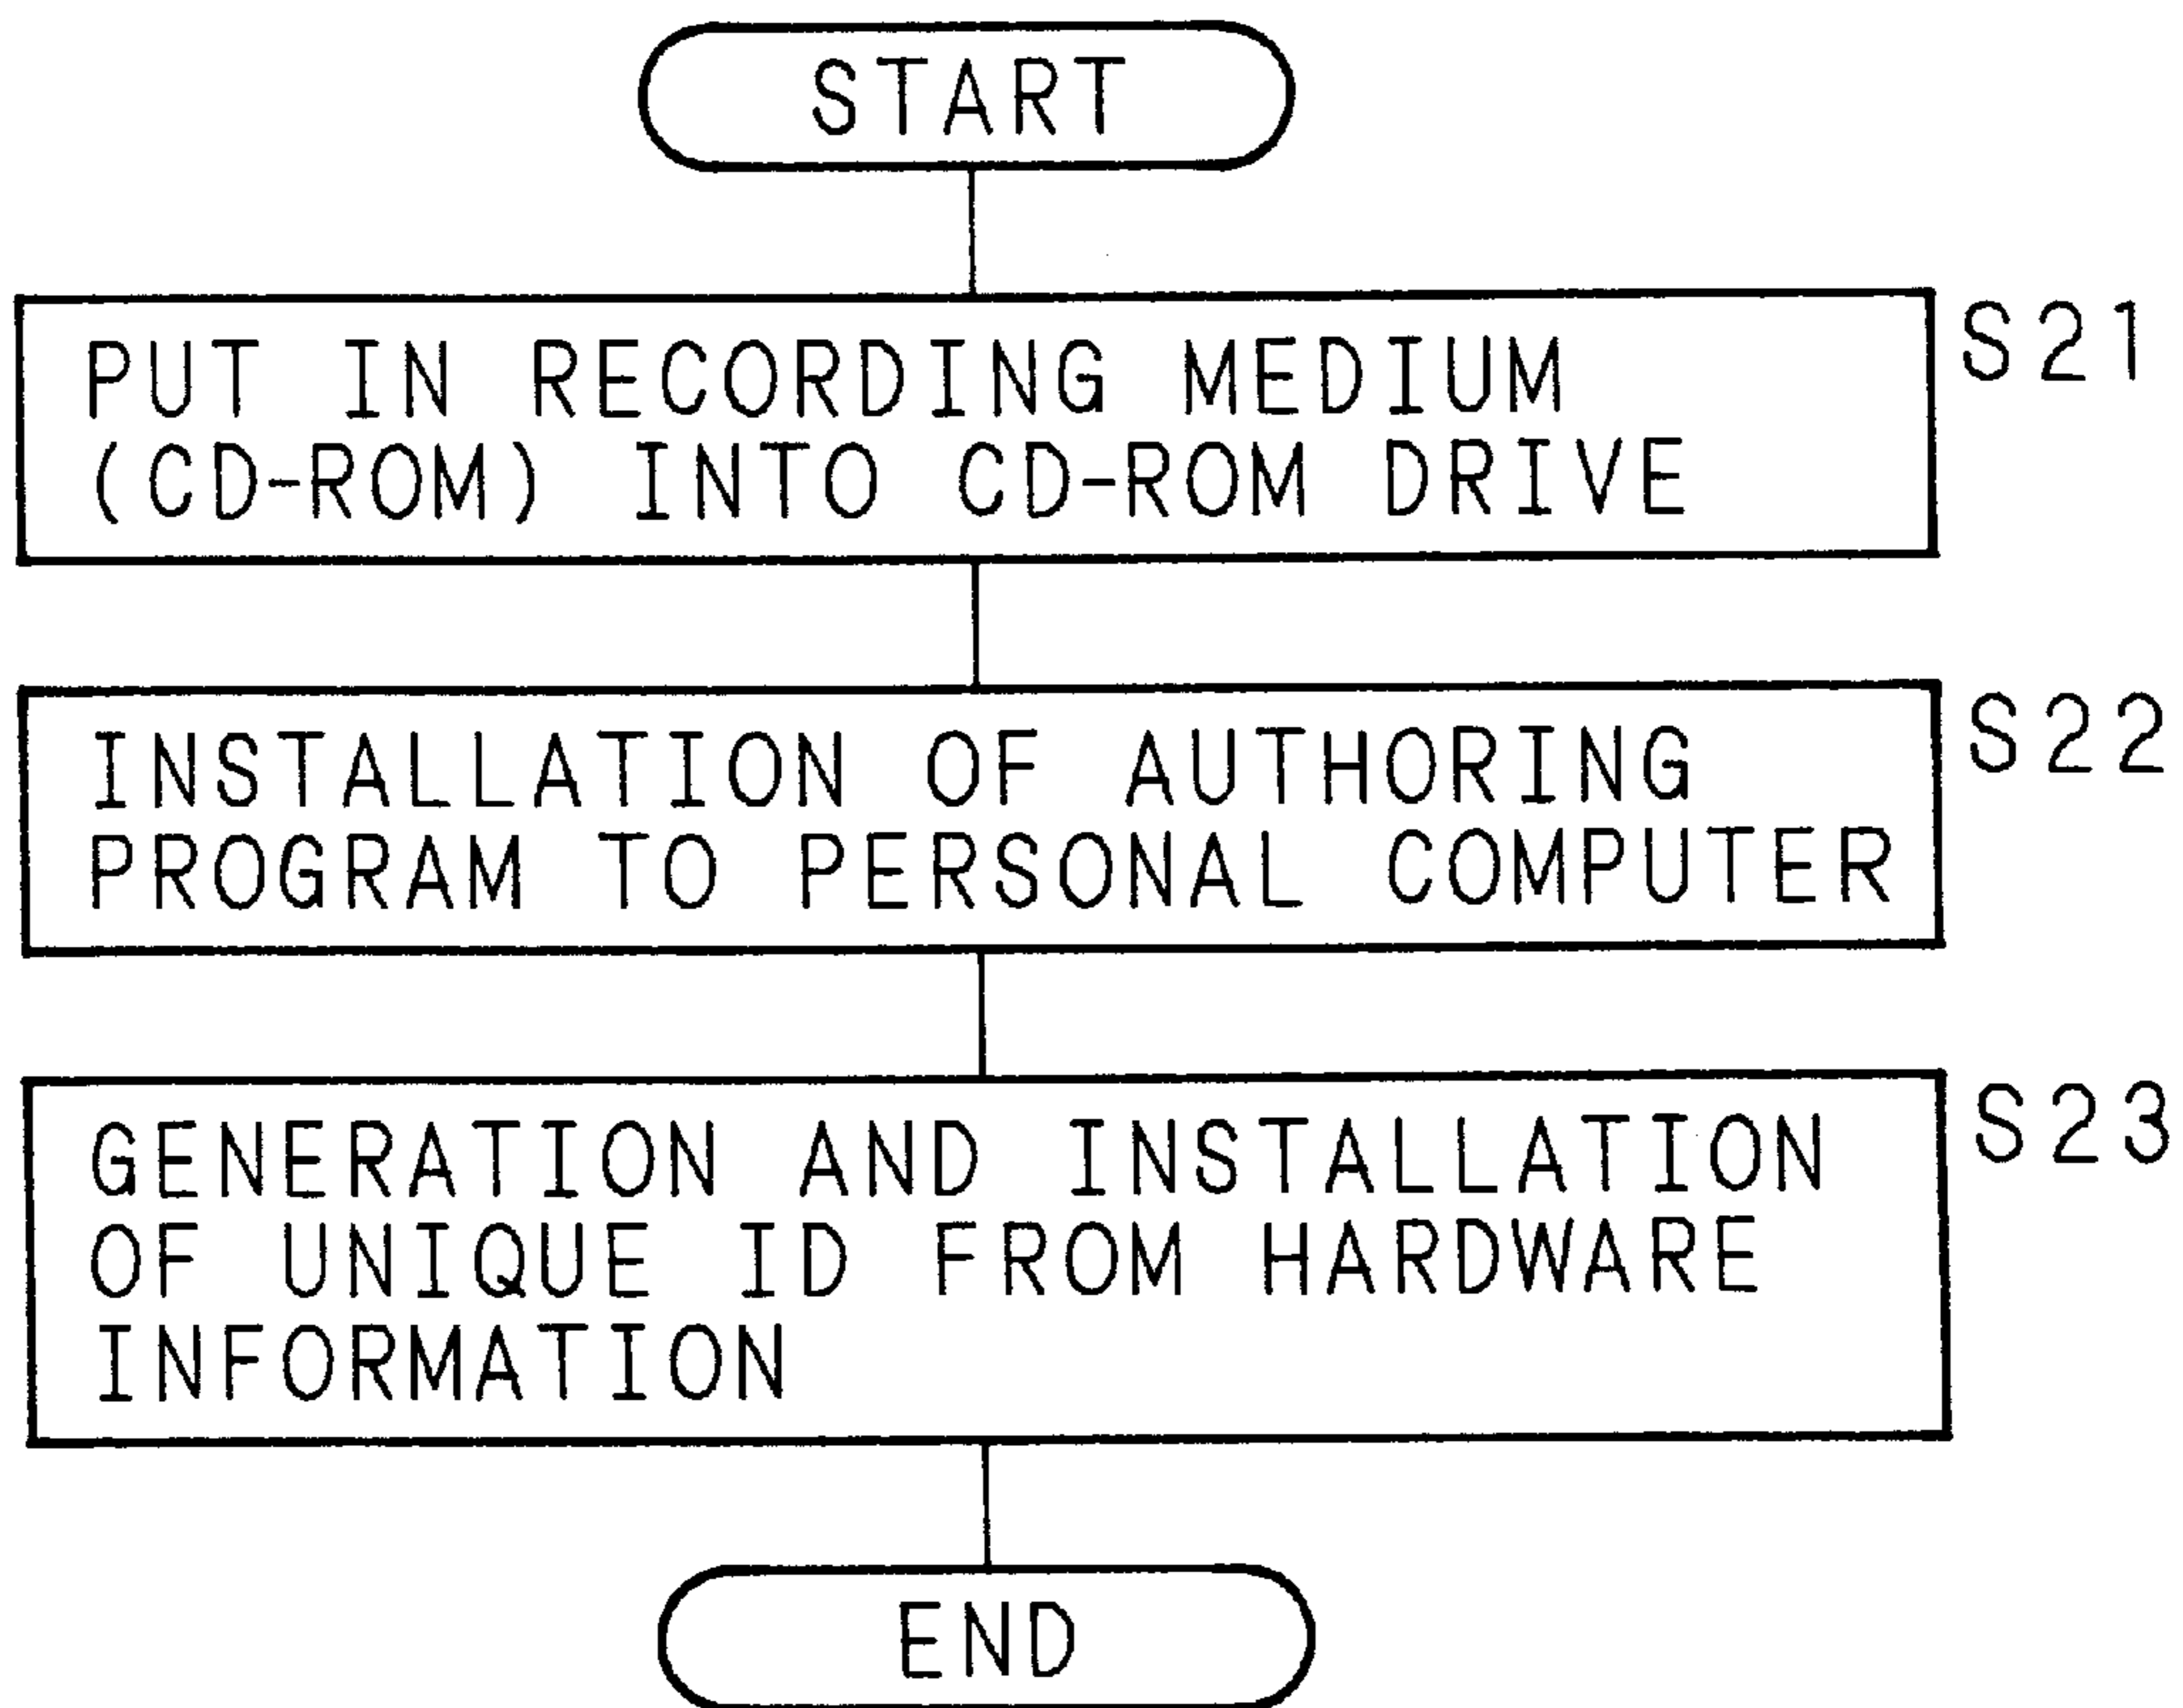 START
PUT IN RECORDING MEDIUM S21
(CD-ROM) INTO CD-ROM DRIVE
INSTALLATION OF AUTHORING S22
PROGRAM TO PERSONAL COMPUTER
GENERATION AND INSTALLATION S23
OF UNIQUE ID FROM HARDWARE
INFORMATION
END